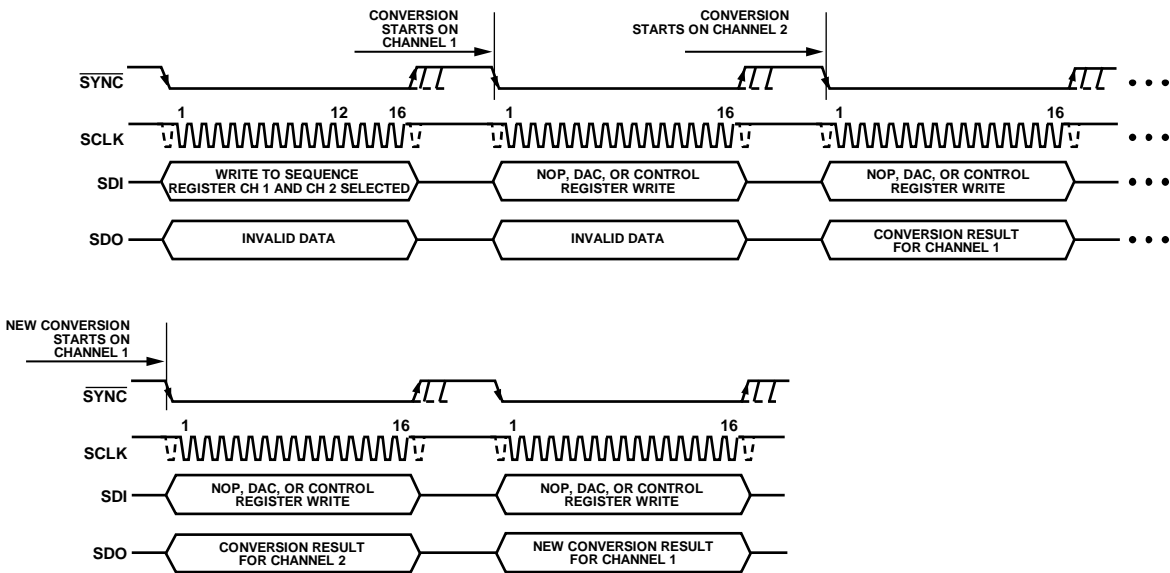 CONVERSION
STARTS ON
CHANNEL 1
CONVERSION
STARTS ON CHANNEL 2
SYNC
1
12
16
1
16
1
16
SCLK
SDI
WRITE TO SEQUENCE
REGISTER CH 1 AND CH 2 SELECTED
NOP, DAC, OR CONTROL
REGISTER WRITE
NOP, DAC, OR CONTROL
REGISTER WRITE
SDO
INVALID DATA
INVALID DATA
CONVERSION RESULT
FOR CHANNEL 1
NEW CONVERSION
STARTS ON
CHANNEL 1
SYNC
1
16
1
16
SCLK
SDI
NOP, DAC, OR CONTROL
REGISTER WRITE
NOP, DAC, OR CONTROL
REGISTER WRITE
SDO
CONVERSION RESULT
FOR CHANNEL 2
NEW CONVERSION RESULT
FOR CHANNEL 1